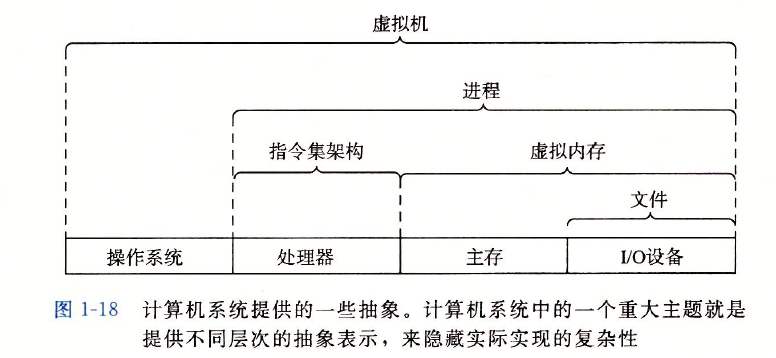 虚拟机
进程
指令集架构 虚拟内存
文件
操作系统 处理器 主存 I/O设备
图 1-18 计算机系统提供的一些抽象。计算机系统中的一个重大主题就是
提供不同层次的抽象表示，来隐藏实际实现的复杂性